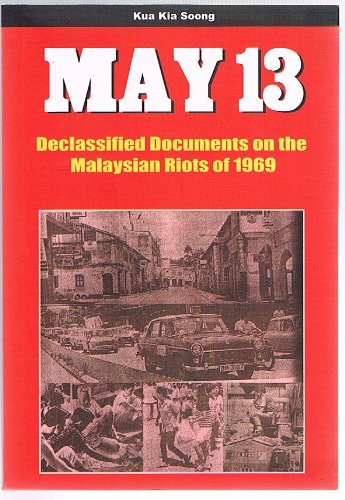 Kua Kia Soong
MAY 13
Declassified Documents on the
Malaysian Riots of 1969